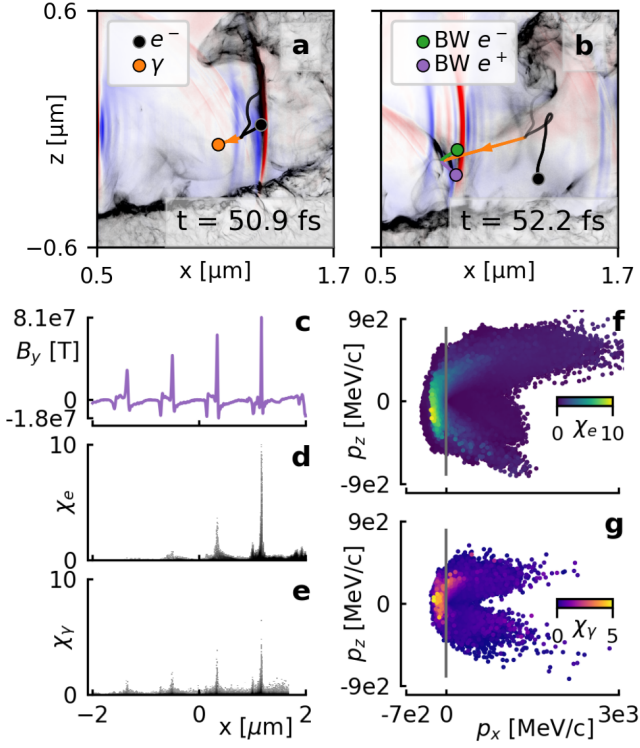 0.6
z [μm]
−0.6
e⁻
γ
a
t = 50.9 fs
0.5
x [μm]
1.7
BW e⁻
BW e⁺
b
t = 52.2 fs
0.5
x [μm]
1.7
8.1e7
B_y [T]
0
-1.8e7
c
10
χ_e
0
d
10
χ_γ
0
e
−2
0
2
x [μm]
9e2
p_z [MeV/c]
0
-9e2
f
0 χ_e 10
9e2
p_z [MeV/c]
0
-9e2
g
0 χ_γ 5
-7e2 0 3e3
p_x [MeV/c]